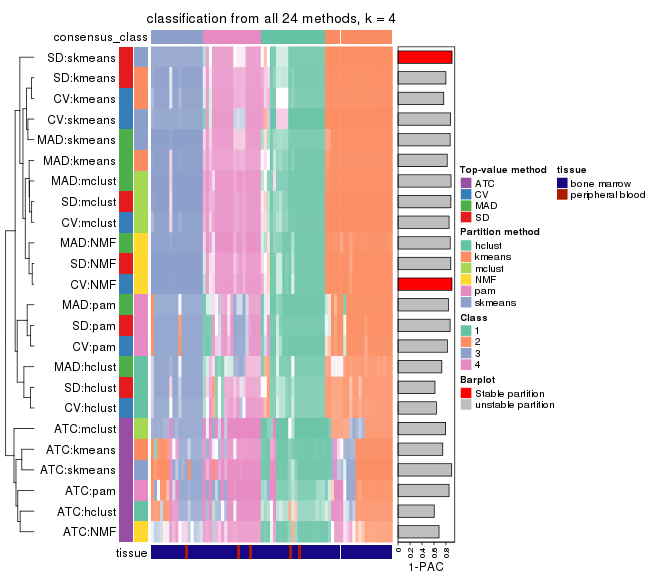 classification from all 24 methods, k = 4
consensus_class
SD:skmeans
SD:kmeans
CV:kmeans
CV:skmeans
MAD:skmeans
MAD:kmeans
MAD:mclust
SD:mclust
CV:mclust
MAD:NMF
SD:NMF
CV:NMF
MAD:pam
SD:pam
CV:pam
MAD:hclust
SD:hclust
CV:hclust
ATC:mclust
ATC:kmeans
ATC:skmeans
ATC:pam
ATC:hclust
ATC:NMF
tissue
0 0.2 0.4 0.6 0.8
1-PAC
Top-value method
ATC
CV
MAD
SD
Partition method
hclust
kmeans
mclust
NMF
pam
skmeans
Class
1
2
3
4
Barplot
Stable partition
unstable partition
tissue
bone marrow
peripheral blood